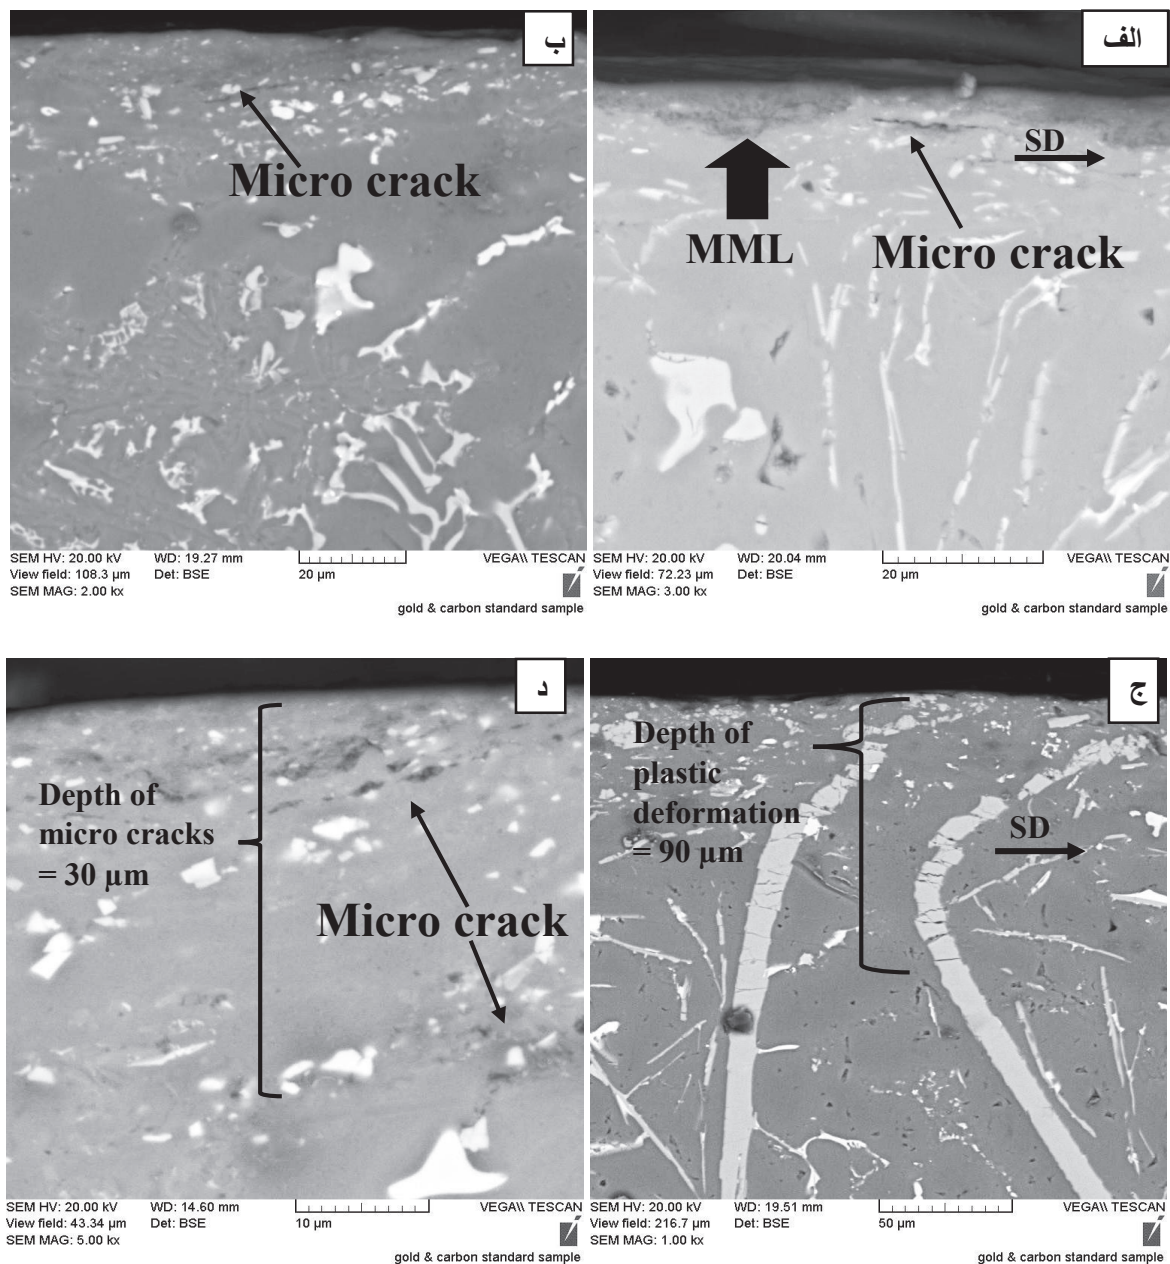 الف
SD
MML
Micro crack
SEM HV: 20.00 kV WD: 20.04 mm VEGA\\ TESCAN
View field: 72.23 µm Det: BSE 20 µm
SEM MAG: 3.00 kx
gold & carbon standard sample
ب
Micro crack
SEM HV: 20.00 kV WD: 19.27 mm VEGA\\ TESCAN
View field: 108.3 µm Det: BSE 20 µm
SEM MAG: 2.00 kx
gold & carbon standard sample
ج
Depth of
plastic
deformation
= 90 µm
SD
SEM HV: 20.00 kV WD: 19.51 mm VEGA\\ TESCAN
View field: 216.7 µm Det: BSE 50 µm
SEM MAG: 1.00 kx
gold & carbon standard sample
د
Depth of
micro cracks
= 30 µm
Micro crack
SEM HV: 20.00 kV WD: 14.60 mm VEGA\\ TESCAN
View field: 43.34 µm Det: BSE 10 µm
SEM MAG: 5.00 kx
gold & carbon standard sample